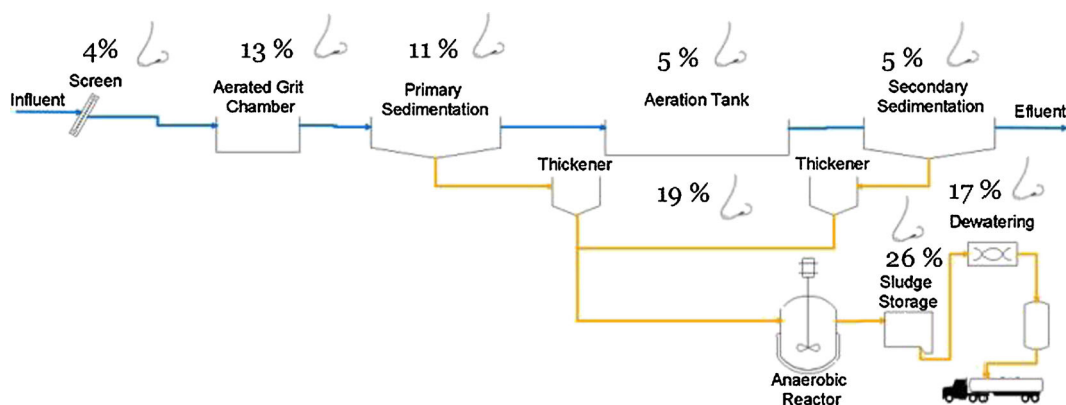 4%
13 %
11 %
5 %
5 %
Screen
Aerated Grit
Chamber
Primary
Sedimentation
Aeration Tank
Secondary
Sedimentation
Influent
Efluent
Thickener
Thickener
19 %
17 %
Dewatering
26 %
Sludge
Storage
Anaerobic
Reactor